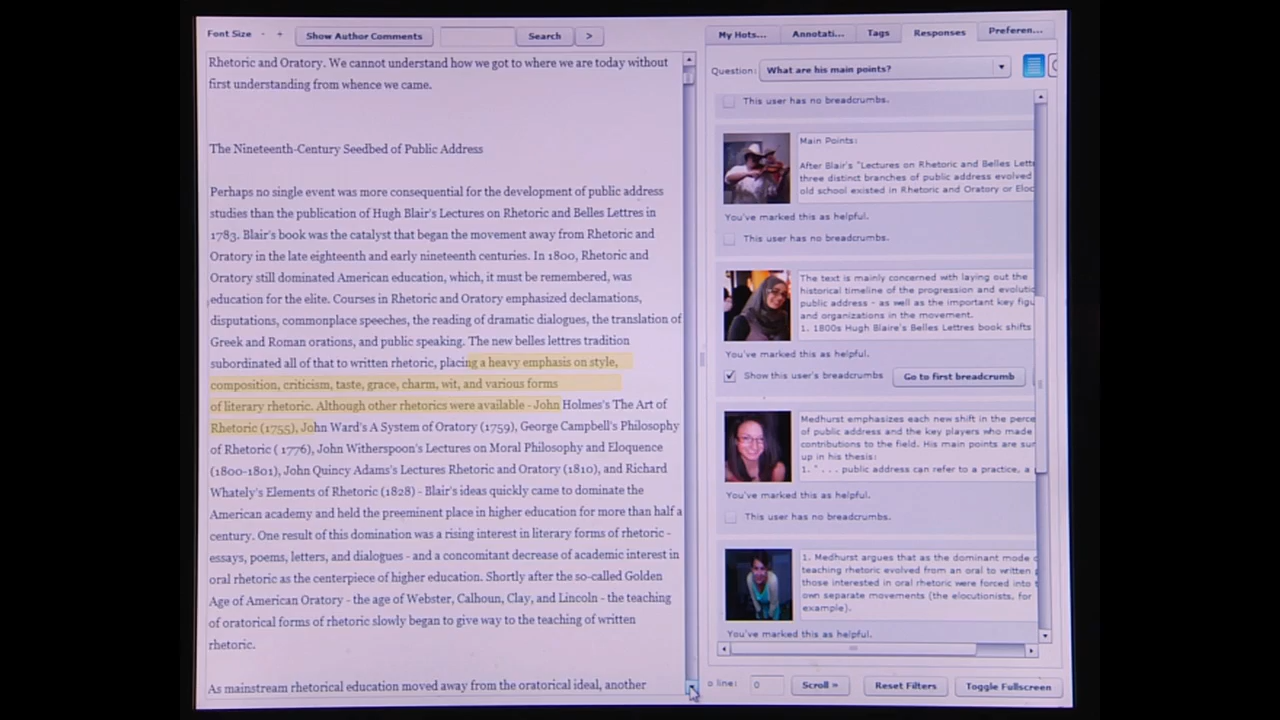 Font Size - +
Show Author Comments
Search
>
Rhetoric and Oratory. We cannot understand how we got to where we are today without
first understanding from whence we came.
The Nineteenth-Century Seedbed of Public Address
Perhaps no single event was more consequential for the development of public address
studies than the publication of Hugh Blair's Lectures on Rhetoric and Belles Lettres in
1783. Blair's book was the catalyst that began the movement away from Rhetoric and
Oratory in the late eighteenth and early nineteenth centuries. In 1800, Rhetoric and
Oratory still dominated American education, which, it must be remembered, was
education for the elite. Courses in Rhetoric and Oratory emphasized declamations,
disputations, commonplace speeches, the reading of dramatic dialogues, the translation of
Greek and Roman orations, and public speaking. The new belles lettres tradition
subordinated all of that to written rhetoric, placing a heavy emphasis on style,
composition, criticism, taste, grace, charm, wit, and various forms
of literary rhetoric. Although other rhetorics were available - John Holmes's The Art of
Rhetoric (1755), John Ward's A System of Oratory (1759), George Campbell's Philosophy
of Rhetoric ( 1776), John Witherspoon's Lectures on Moral Philosophy and Eloquence
(1800-1801), John Quincy Adams's Lectures Rhetoric and Oratory (1810), and Richard
Whately's Elements of Rhetoric (1828) - Blair's ideas quickly came to dominate the
American academy and held the preeminent place in higher education for more than half a
century. One result of this domination was a rising interest in literary forms of rhetoric -
essays, poems, letters, and dialogues - and a concomitant decrease of academic interest in
oral rhetoric as the centerpiece of higher education. Shortly after the so-called Golden
Age of American Oratory - the age of Webster, Calhoun, Clay, and Lincoln - the teaching
of oratorical forms of rhetoric slowly began to give way to the teaching of written
rhetoric.
As mainstream rhetorical education moved away from the oratorical ideal, another
My Hots...
Annotati...
Tags
Responses
Preferen...
Question: What are his main points?
This user has no breadcrumbs.
Main Points:
After Blair's "Lectures on Rhetoric and Belles Lett
three distinct branches of public address evolved
old school existed in Rhetoric and Oratory or Eloc
You've marked this as helpful.
This user has no breadcrumbs.
The text is mainly concerned with laying out the
historical timeline of the progression and evolutio
public address - as well as the important key figu
and organizations in the movement.
1. 1800s Hugh Blaire's Belles Lettres book shifts
You've marked this as helpful.
Show this user's breadcrumbs
Go to first breadcrumb
Medhurst emphasizes each new shift in the perce
of public address and the key players who made
contributions to the field. His main points are sur
up in his thesis:
1. " . . . public address can refer to a practice, a
You've marked this as helpful.
This user has no breadcrumbs.
1. Medhurst argues that as the dominant mode o
teaching rhetoric evolved from an oral to written
those interested in oral rhetoric were forced into t
own separate movements (the elocutionists, for
example).
You've marked this as helpful.
o line: 0
Scroll »
Reset Filters
Toggle Fullscreen